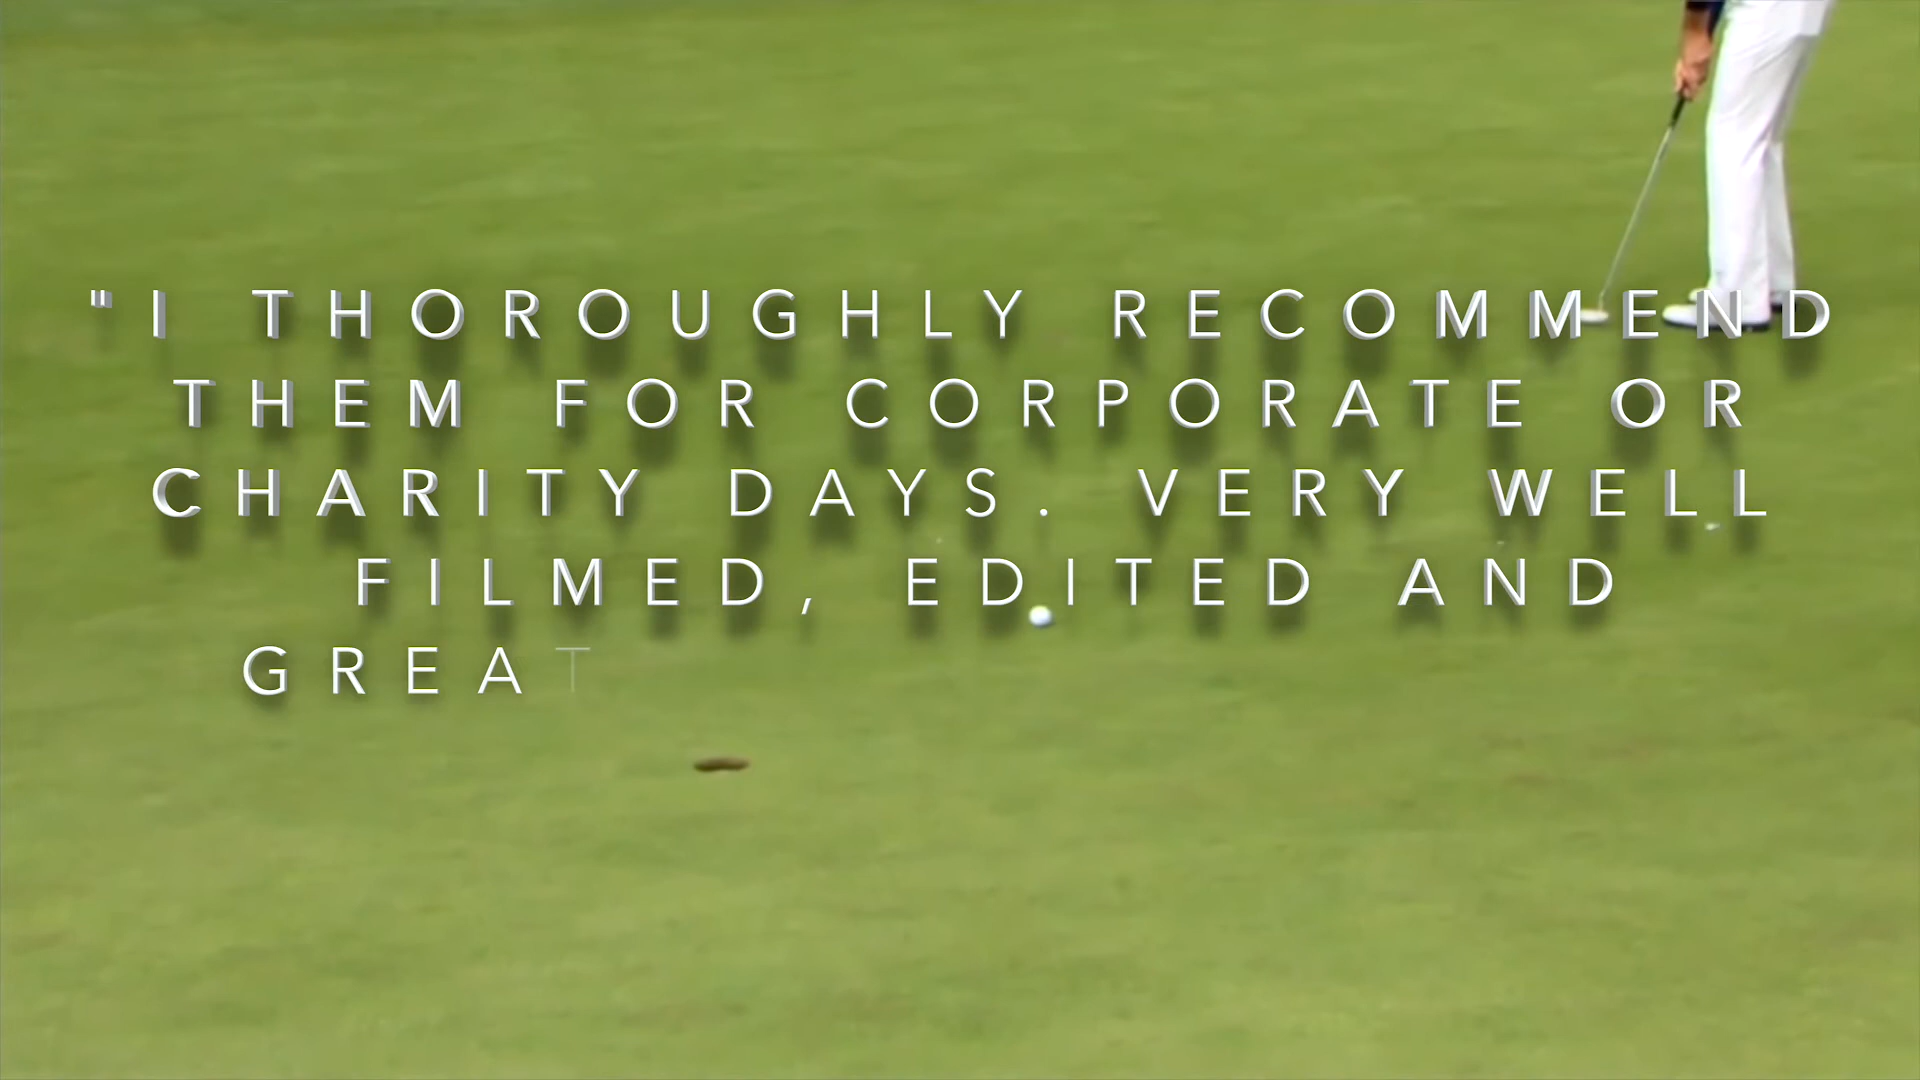 "I THOROUGHLY RECOMMEND
THEM FOR CORPORATE OR
CHARITY DAYS. VERY WELL
FILMED, EDITED AND
GREAT